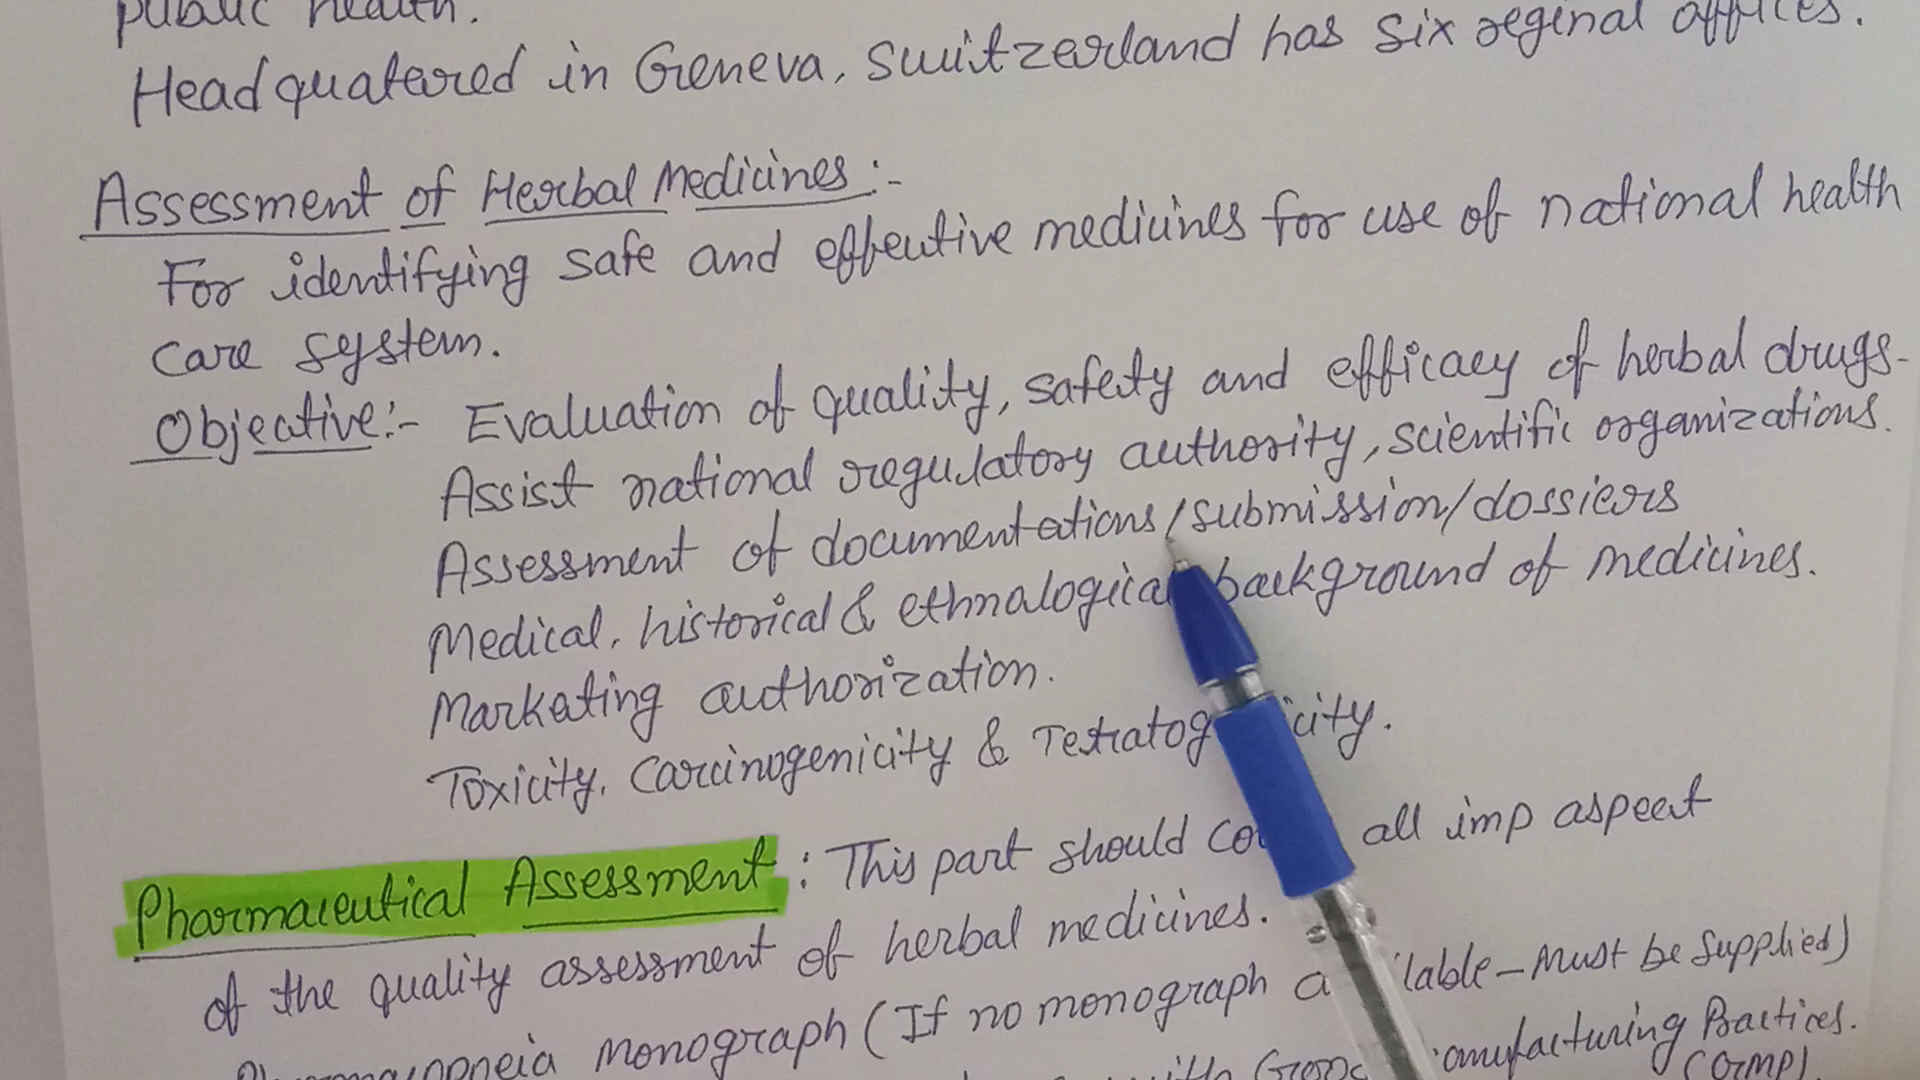 public health.
Headquatered in Geneva, Switzerland has six reginal offices.
Assessment of Herbal Medicines :-
For identifying safe and effective medicines for use of national health
care system.
Objective:- Evaluation of quality, safety and efficacy of herbal drugs-
Assist national regulatory authority, scientific organizations.
Assessment of documentations/submission/dossiers
Medical, historical & ethnalogical background of medicines.
Marketing authorization.
Toxicity, Carcinogenicity &
Pharmaceutical Assessment : This part should all imp aspect
of the quality assessment of herbal medicines.
monograph (If no monograph - Must be Supplied)
Practices.
(GMP)